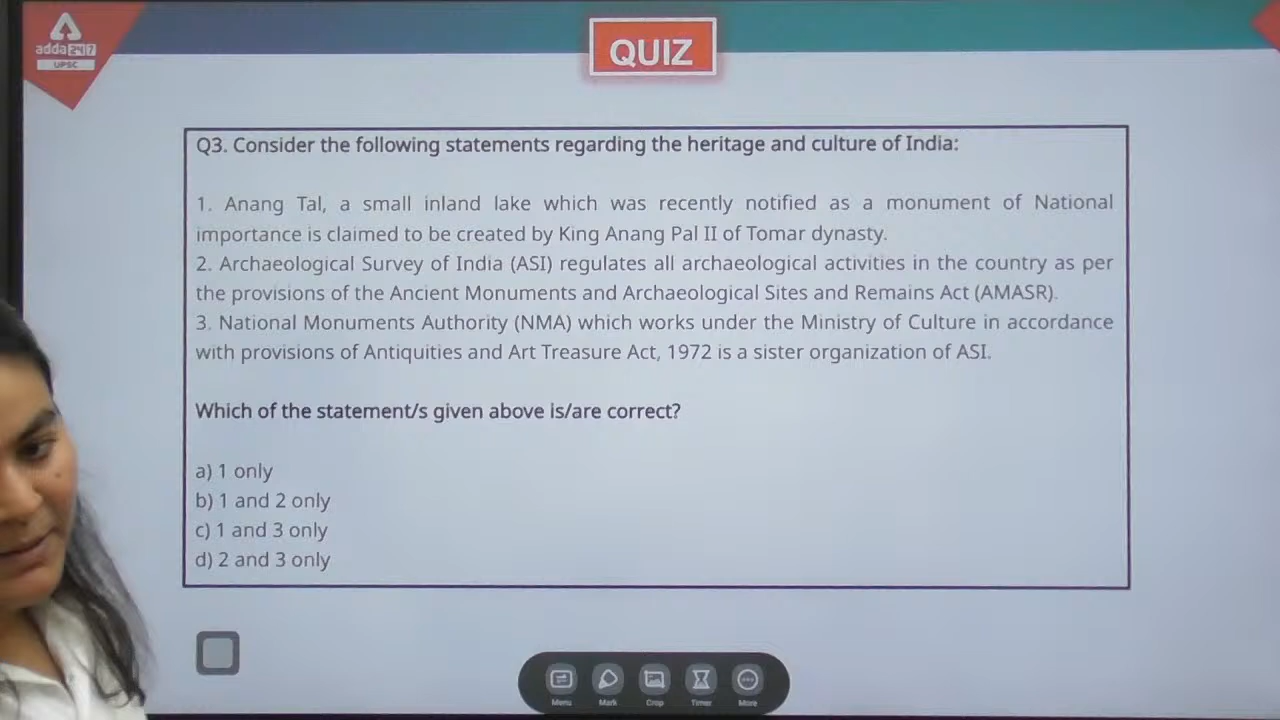 adda 247
UPSC
QUIZ
Q3. Consider the following statements regarding the heritage and culture of India:
1. Anang Tal, a small inland lake which was recently notified as a monument of National
importance is claimed to be created by King Anang Pal II of Tomar dynasty.
2. Archaeological Survey of India (ASI) regulates all archaeological activities in the country as per
the provisions of the Ancient Monuments and Archaeological Sites and Remains Act (AMASR).
3. National Monuments Authority (NMA) which works under the Ministry of Culture in accordance
with provisions of Antiquities and Art Treasure Act, 1972 is a sister organization of ASI.
Which of the statement/s given above is/are correct?
a) 1 only
b) 1 and 2 only
c) 1 and 3 only
d) 2 and 3 only
Menu Mark Crop Timer More